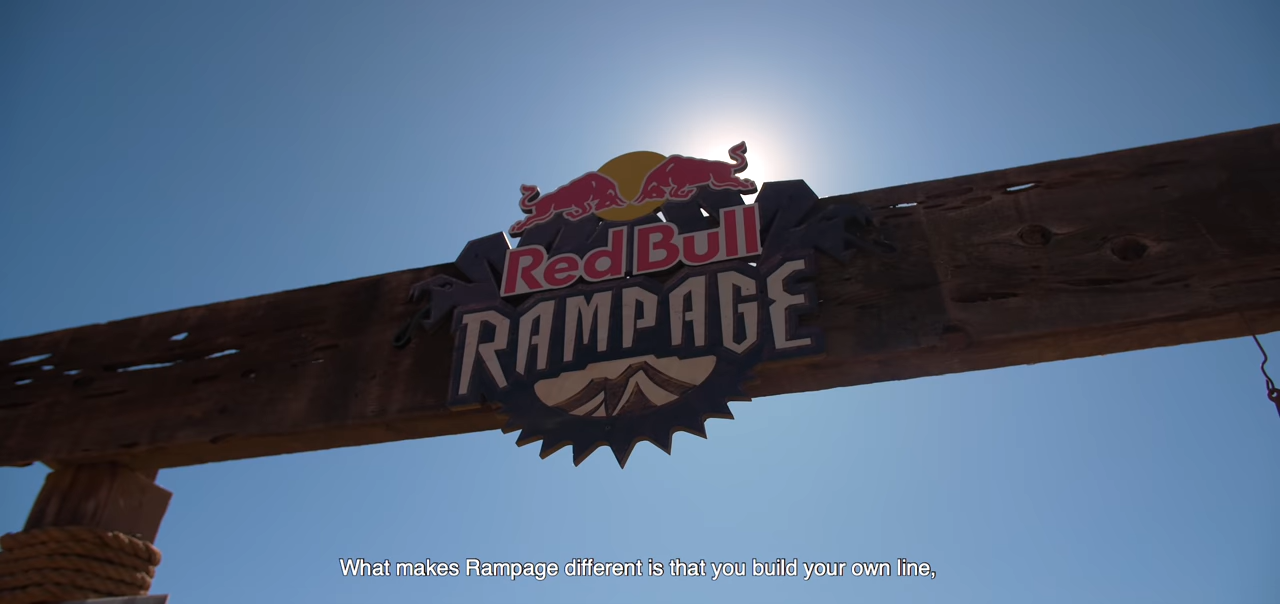 Red Bull
RAMPAGE
What makes Rampage different is that you build your own line,